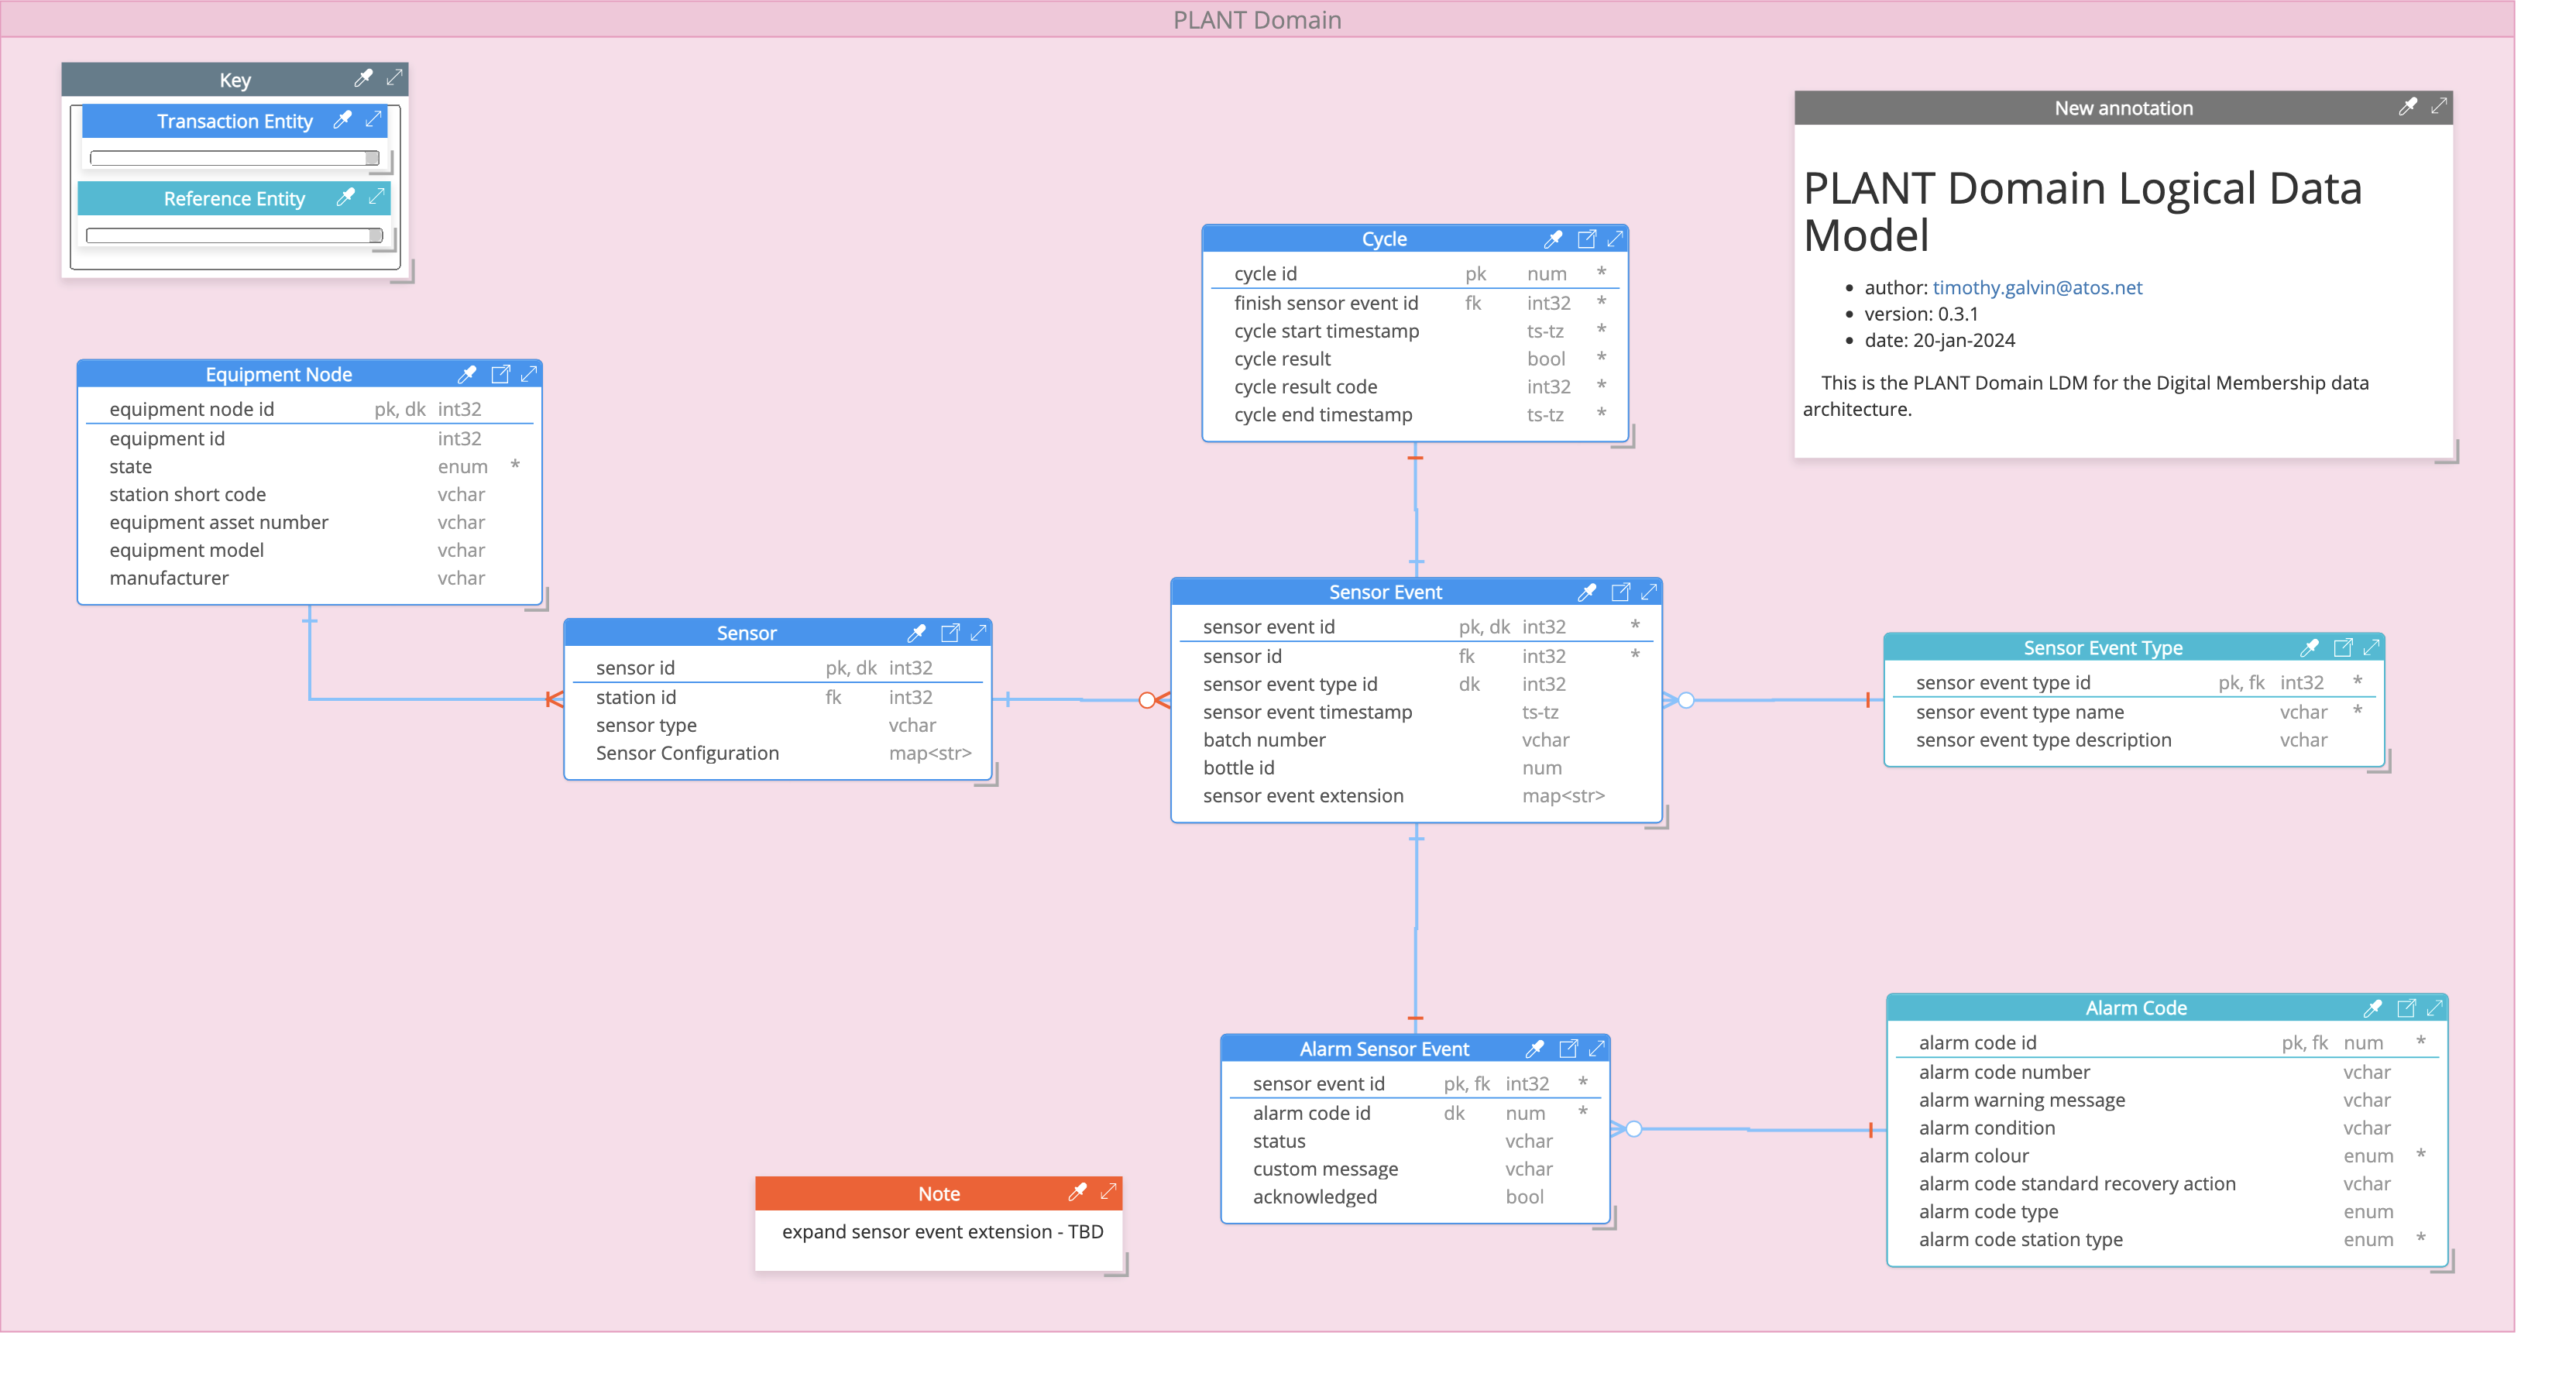 PLANT Domain
Key
Transaction Entity
Reference Entity
New annotation
PLANT Domain Logical Data
Model
author: timothy.galvin@atos.net
version: 0.3.1
date: 20-jan-2024
This is the PLANT Domain LDM for the Digital Membership data
architecture.
Cycle
cycle id pk num *
finish sensor event id fk int32 *
cycle start timestamp ts-tz *
cycle result bool *
cycle result code int32 *
cycle end timestamp ts-tz *
Equipment Node
equipment node id pk, dk int32
equipment id int32
state enum *
station short code vchar
equipment asset number vchar
equipment model vchar
manufacturer vchar
Sensor
sensor id pk, dk int32
station id fk int32
sensor type vchar
Sensor Configuration map<str>
Sensor Event
sensor event id pk, dk int32 *
sensor id fk int32 *
sensor event type id dk int32
sensor event timestamp ts-tz
batch number vchar
bottle id num
sensor event extension map<str>
Sensor Event Type
sensor event type id pk, fk int32 *
sensor event type name vchar *
sensor event type description vchar
Alarm Sensor Event
sensor event id pk, fk int32 *
alarm code id dk num *
status vchar
custom message vchar
acknowledged bool
Alarm Code
alarm code id pk, fk num *
alarm code number vchar
alarm warning message vchar
alarm condition vchar
alarm colour enum *
alarm code standard recovery action vchar
alarm code type enum
alarm code station type enum *
Note
expand sensor event extension - TBD